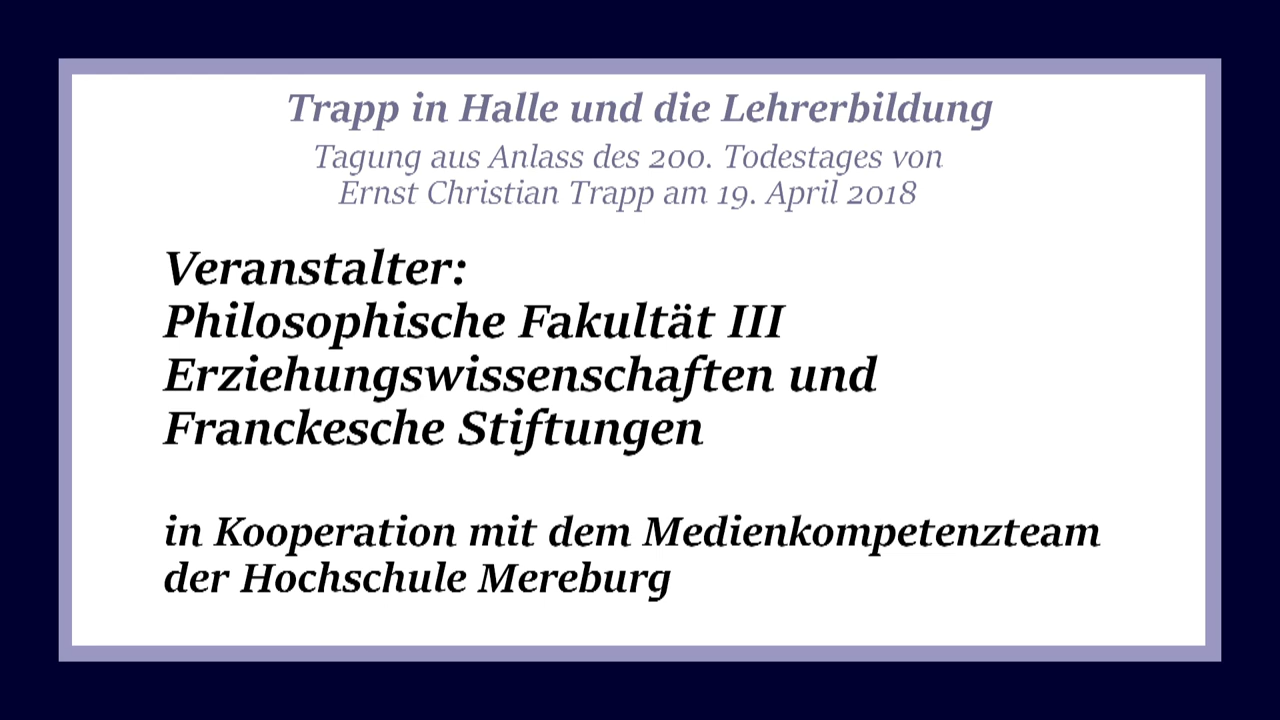 Trapp in Halle und die Lehrerbildung
Tagung aus Anlass des 200. Todestages von
Ernst Christian Trapp am 19. April 2018
Veranstalter:
Philosophische Fakultät III
Erziehungswissenschaften und
Franckesche Stiftungen
in Kooperation mit dem Medienkompetenzteam
der Hochschule Mereburg